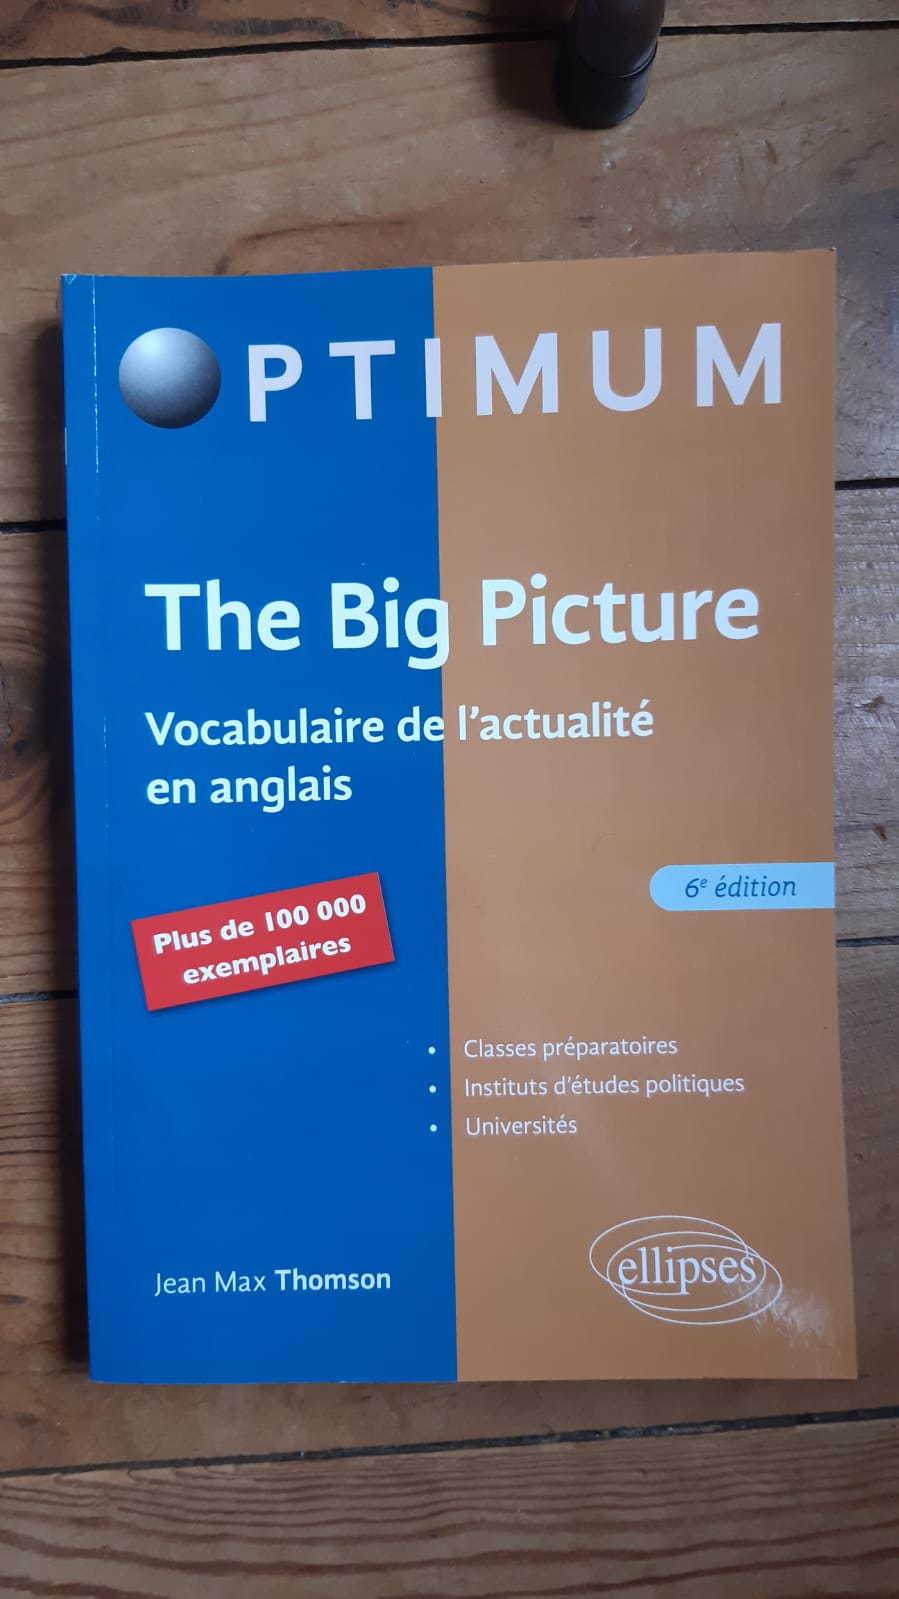 OPTIMUM
The Big Picture
Vocabulaire de l'actualité
en anglais
6e édition
Plus de 100 000
exemplaires
• Classes préparatoires
• Instituts d'études politiques
• Universités
Jean Max Thomson
ellipses